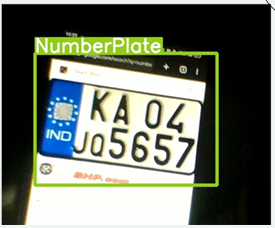 NumberPlate
KA 04
IND
JQ5657